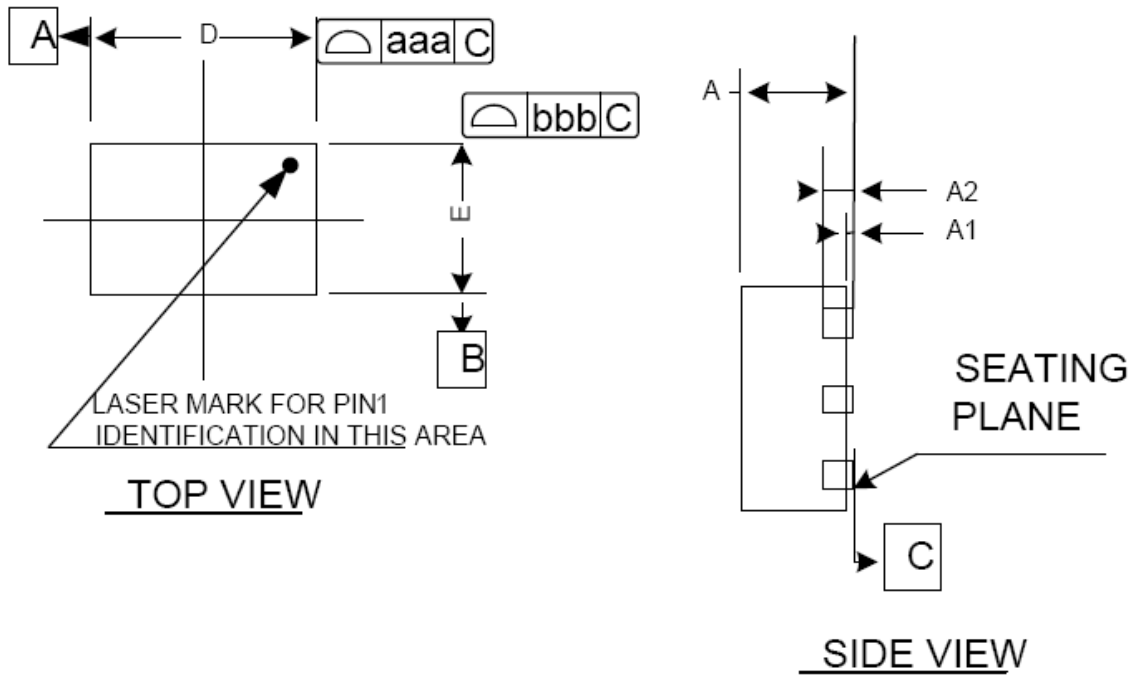 A
D
aaa C
bbb C
E
B
LASER MARK FOR PIN1
IDENTIFICATION IN THIS AREA
TOP VIEW
A
A2
A1
SEATING
PLANE
C
SIDE VIEW